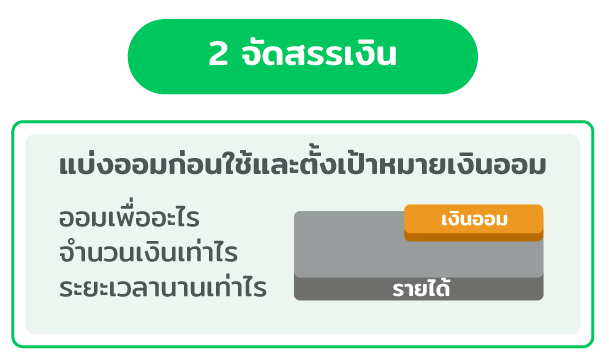 2 จัดสรรเงิน
แบ่งออมก่อนใช้และตั้งเป้าหมายเงินออม
ออมเพื่ออะไร
จำนวนเงินเท่าไร
ระยะเวลานานเท่าไร
เงินออม
รายได้